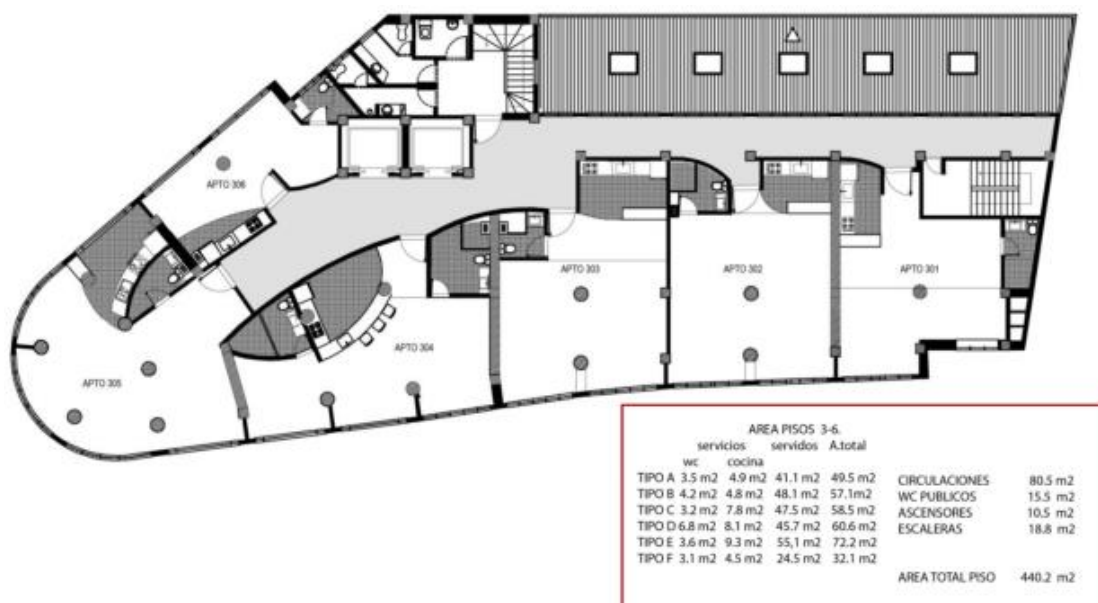 APTO 306
APTO 303
APTO 302
APTO 301
APTO 304
APTO 305
AREA PISOS 3-6.
servicios servidos A.total
wc cocina
TIPO A 3.5 m2 4.9 m2 41.1 m2 49.5 m2
TIPO B 4.2 m2 4.8 m2 48.1 m2 57.1m2
TIPO C 3.2 m2 7.8 m2 47.5 m2 58.5 m2
TIPO D 6.8 m2 8.1 m2 45.7 m2 60.6 m2
TIPO E 3.6 m2 9.3 m2 55,1 m2 72.2 m2
TIPO F 3.1 m2 4.5 m2 24.5 m2 32.1 m2
CIRCULACIONES 80.5 m2
WC PUBLICOS 15.5 m2
ASCENSORES 10.5 m2
ESCALERAS 18.8 m2
AREA TOTAL PISO 440.2 m2